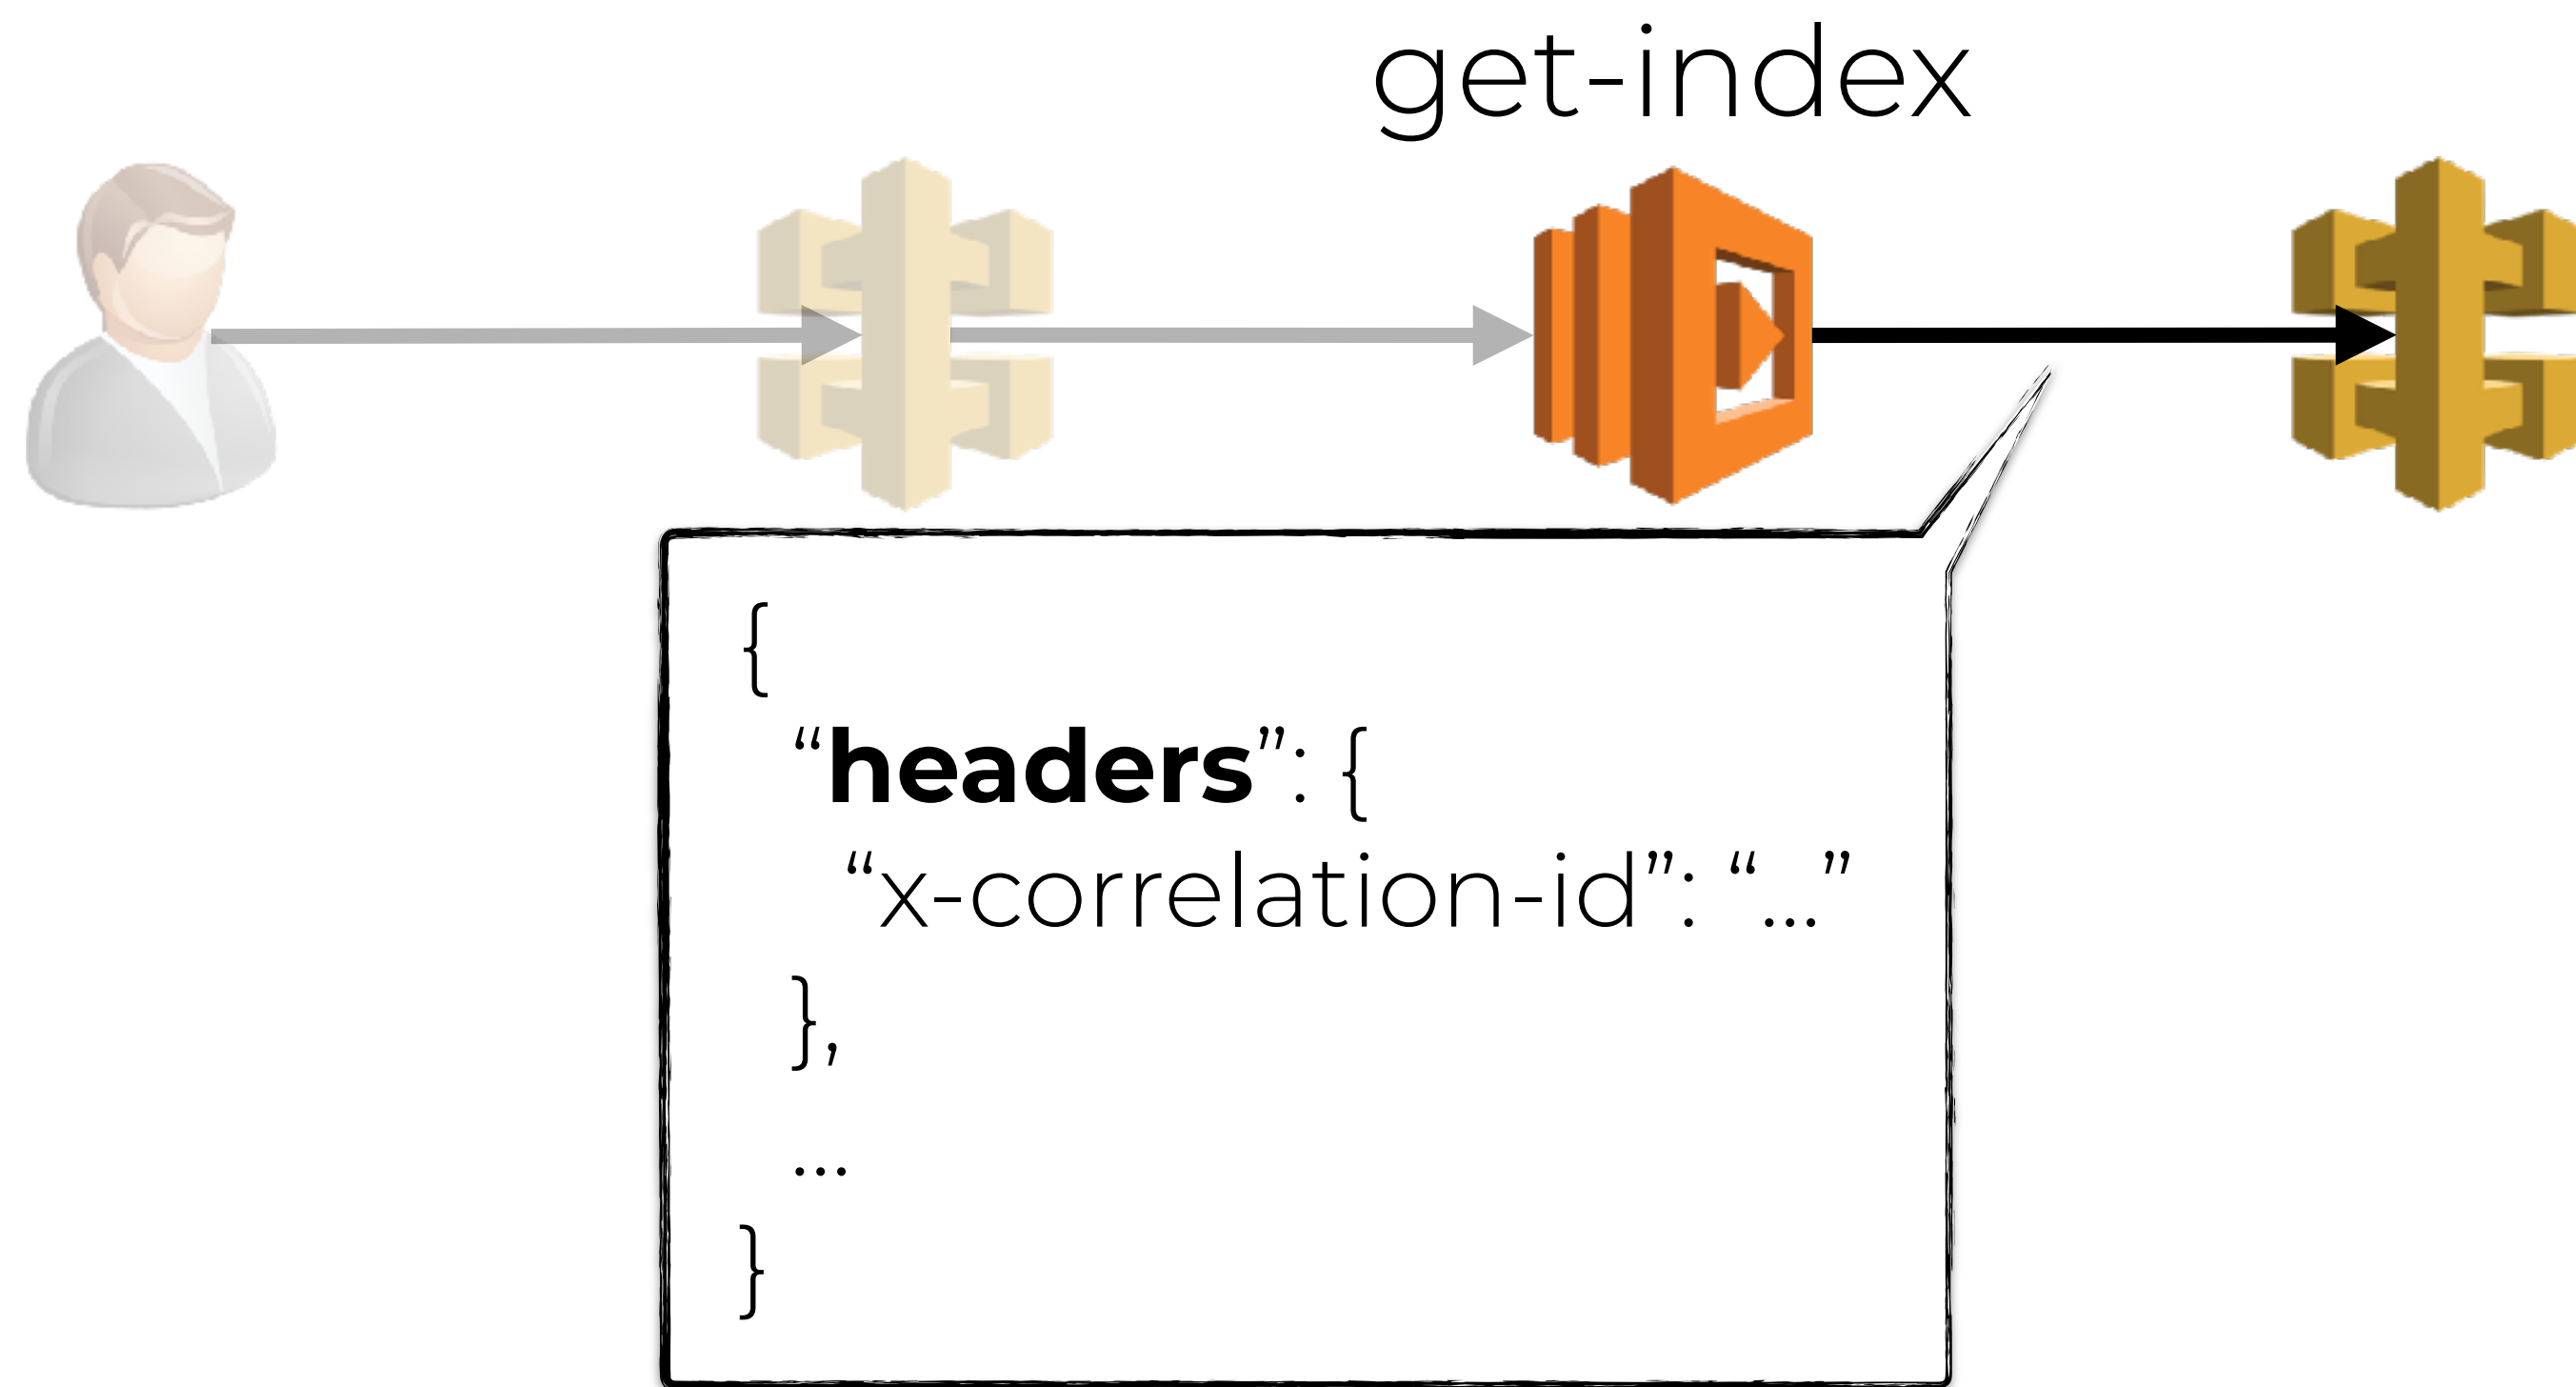 get-index
{
“headers”: {
“x-correlation-id”: “…”
},
…
}